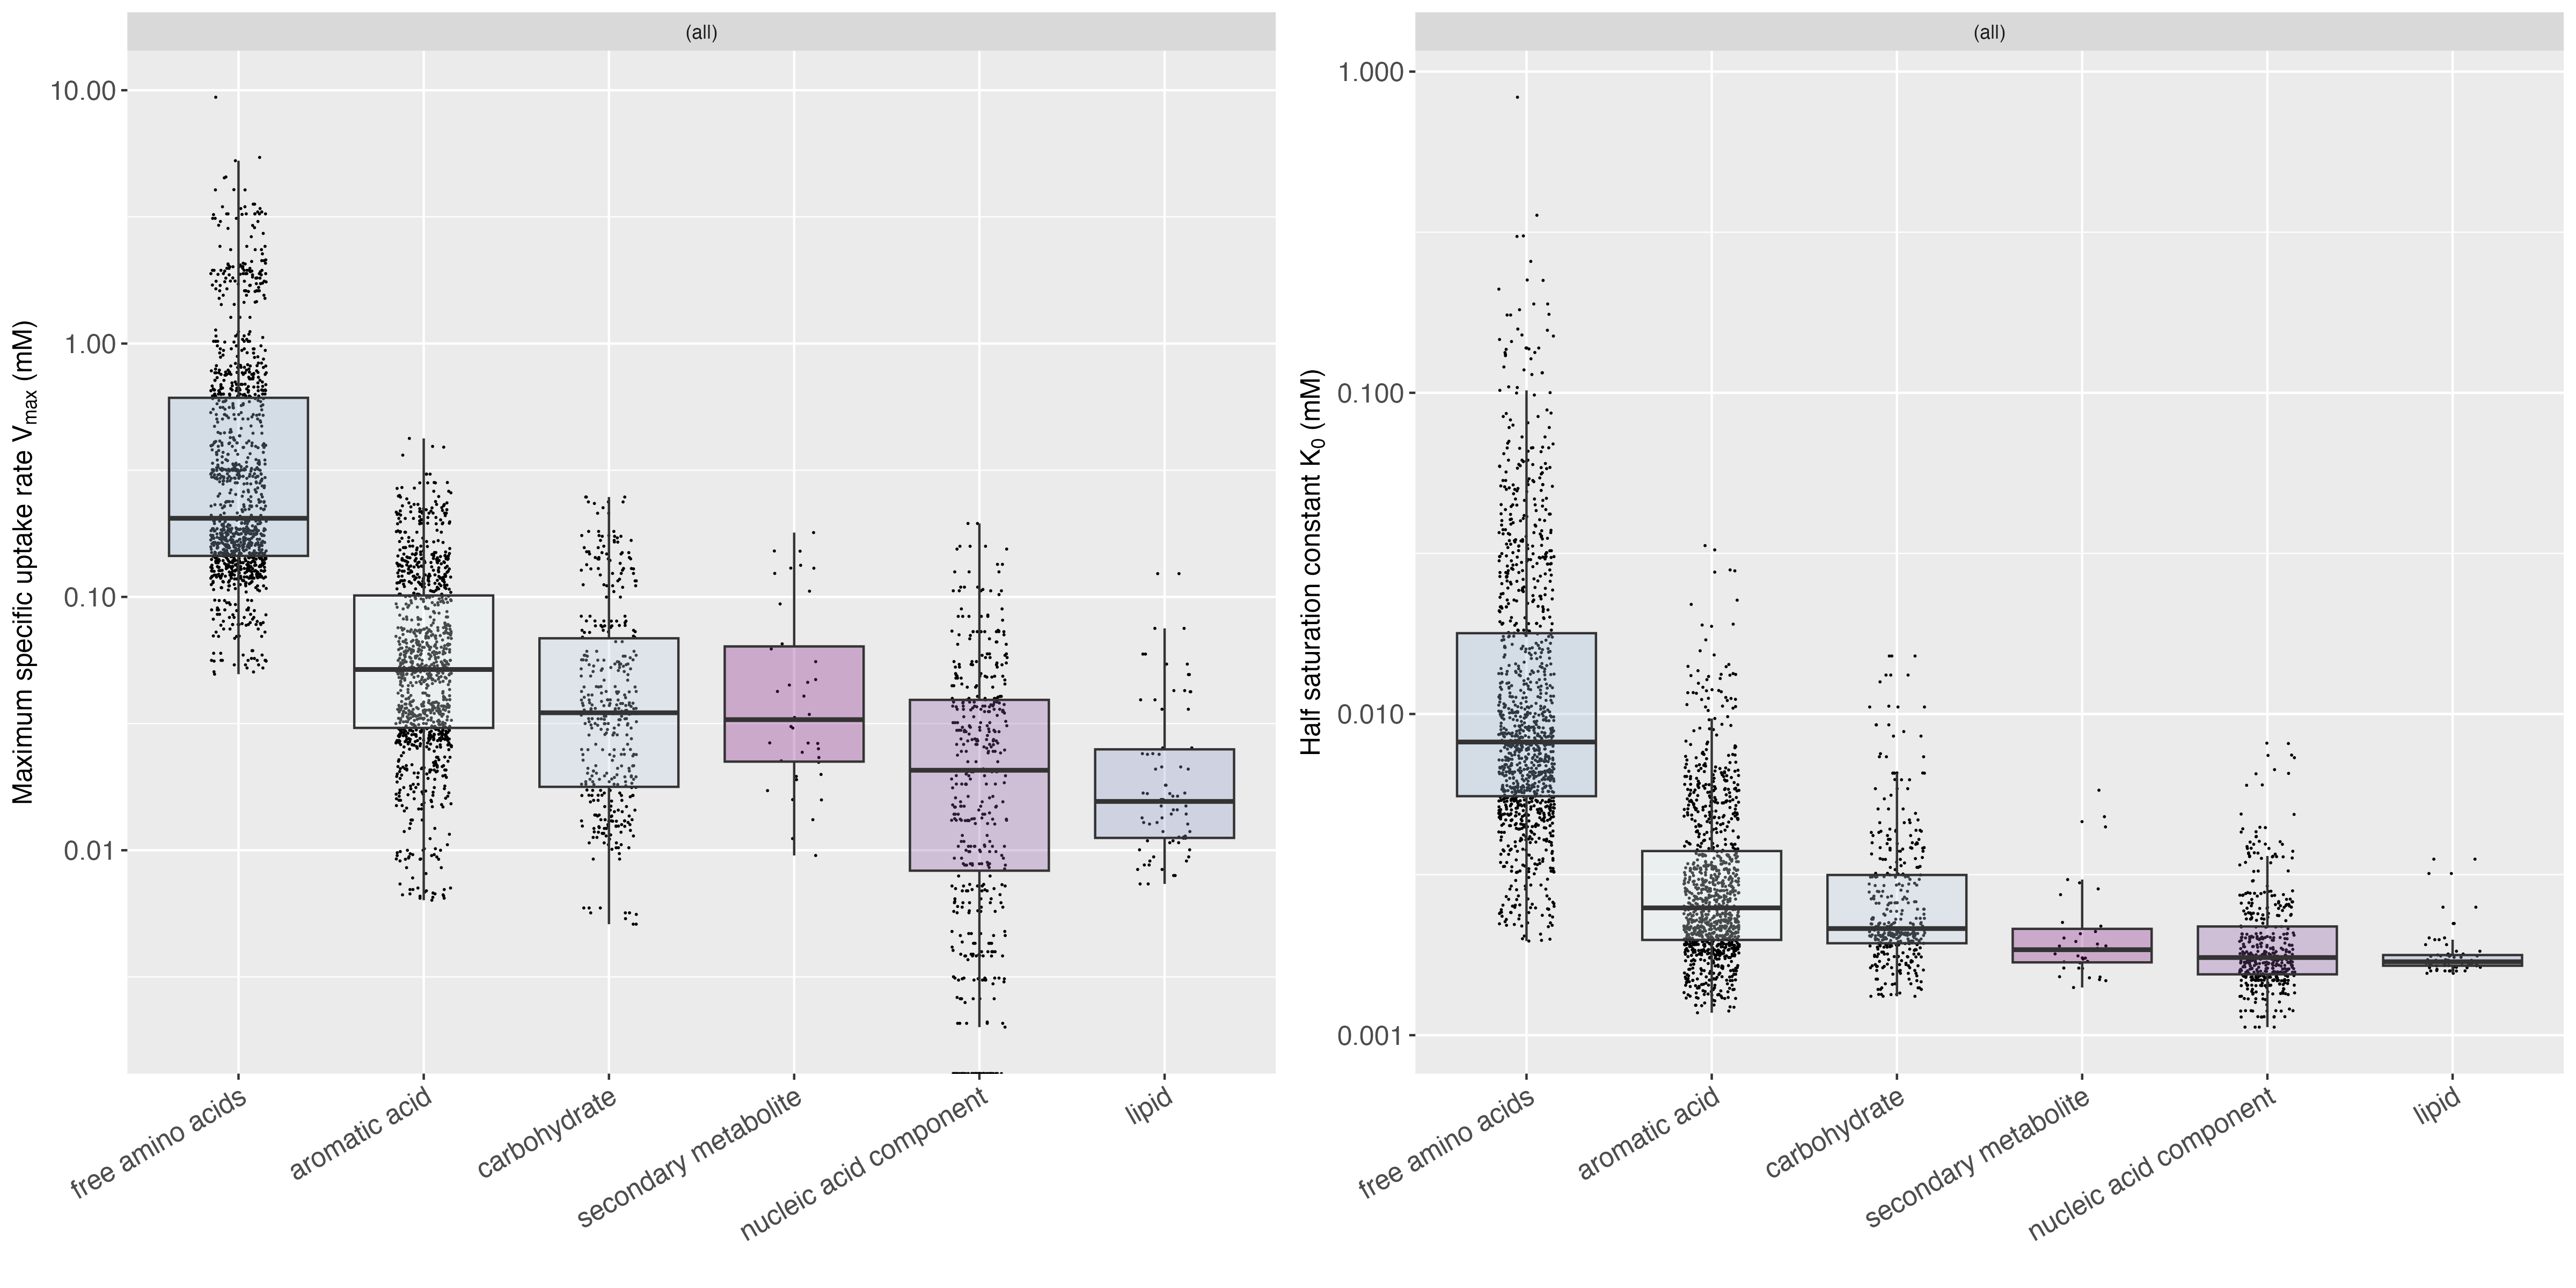 (all)
Maximum specific uptake rate Vmax (mM)
10.00
1.00
0.10
0.01
free amino acids
aromatic acid
carbohydrate
secondary metabolite
nucleic acid component
lipid
(all)
Half saturation constant K0 (mM)
1.000
0.100
0.010
0.001
free amino acids
aromatic acid
carbohydrate
secondary metabolite
nucleic acid component
lipid